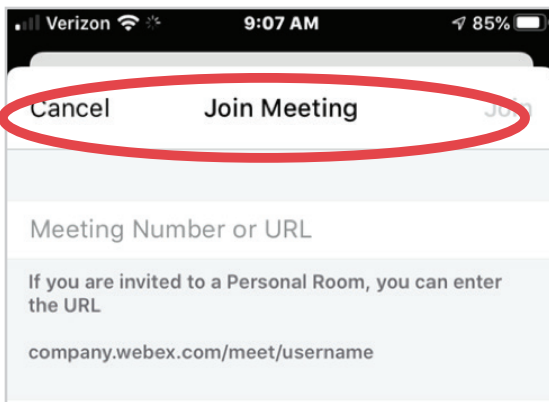 Verizon 9:07 AM 85%
Cancel Join Meeting Join
Meeting Number or URL
If you are invited to a Personal Room, you can enter
the URL
company.webex.com/meet/username